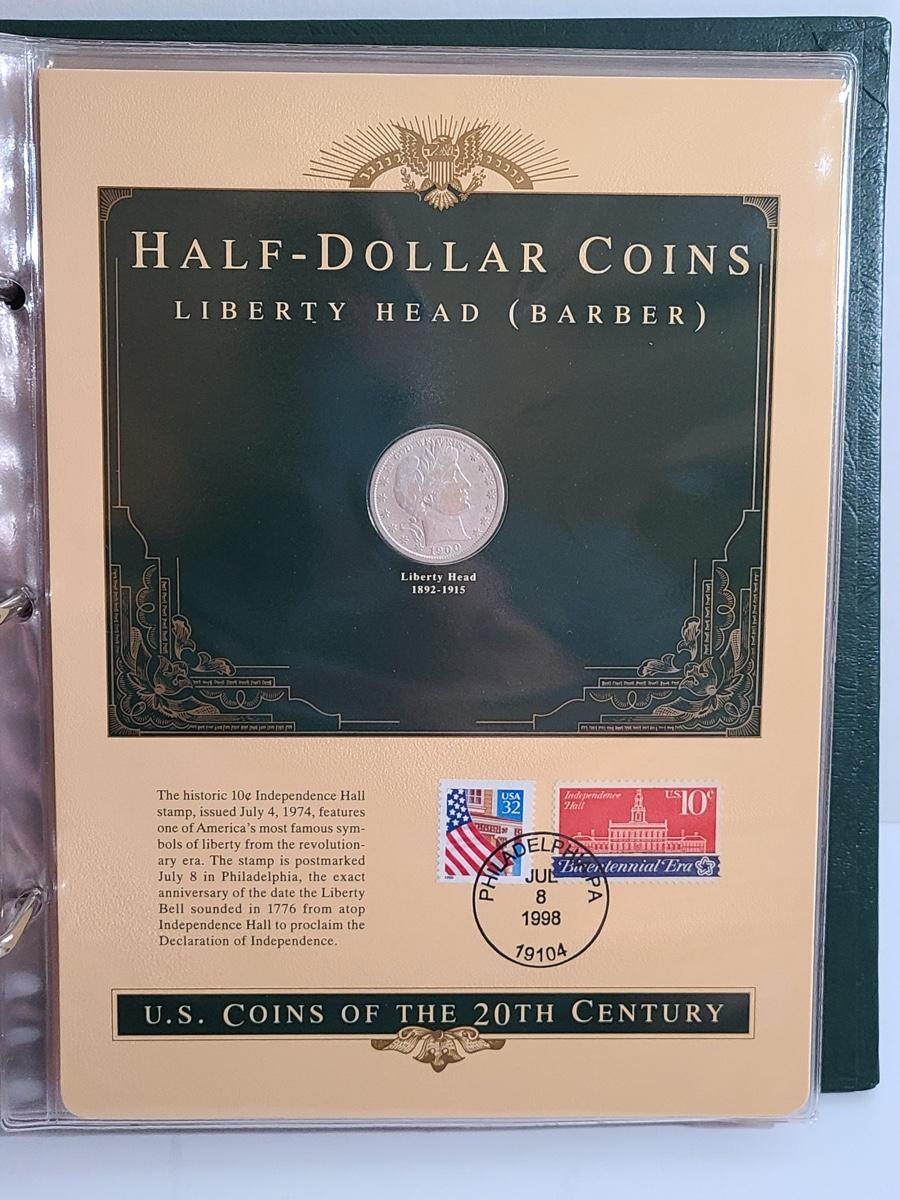 HALF-DOLLAR COINS
LIBERTY HEAD (BARBER)
1900
Liberty Head
1892-1915
The historic 10¢ Independence Hall
stamp, issued July 4, 1974, features
one of America's most famous sym-
bols of liberty from the revolution-
ary era. The stamp is postmarked
July 8 in Philadelphia, the exact
anniversary of the date the Liberty
Bell sounded in 1776 from atop
Independence Hall to proclaim the
Declaration of Independence.
USA
32
Independence
Hall
U.S. 10c
Bicentennial Era
PHILADELPHIA PA
JUL
8
1998
19104
U.S. COINS OF THE 20TH CENTURY